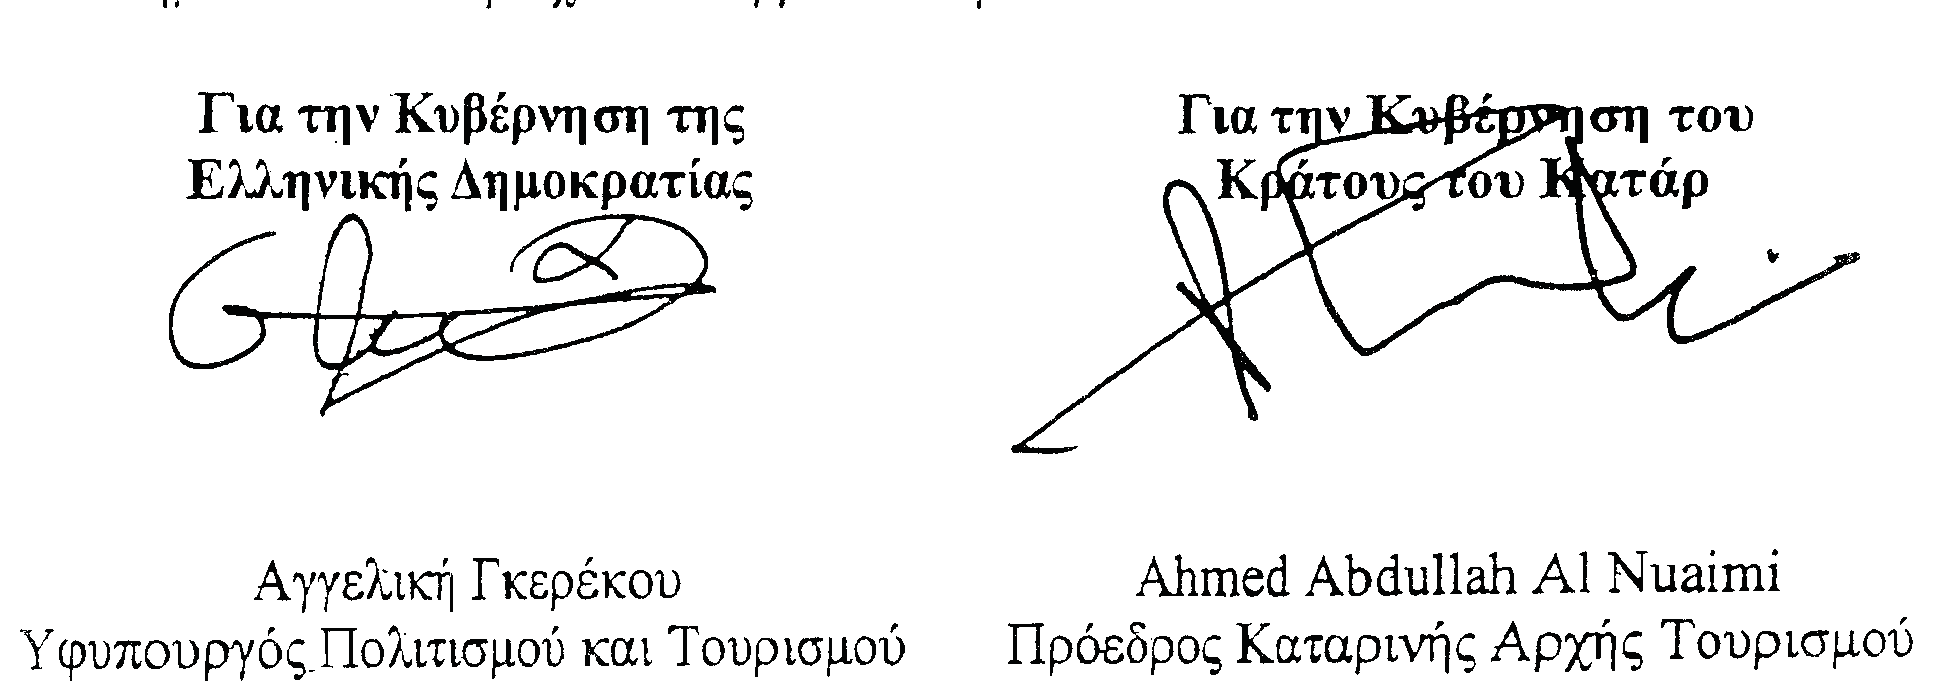 Για την Κυβέρνηση της
Ελληνικής Δημοκρατίας
Για την Κυβέρνηση του
Κράτους του Κατάρ
Αγγελική Γκερέκου
Υφυπουργός Πολιτισμού και Τουρισμού
Ahmed Abdullah Al Nuaimi
Πρόεδρος Καταρινής Αρχής Τουρισμού